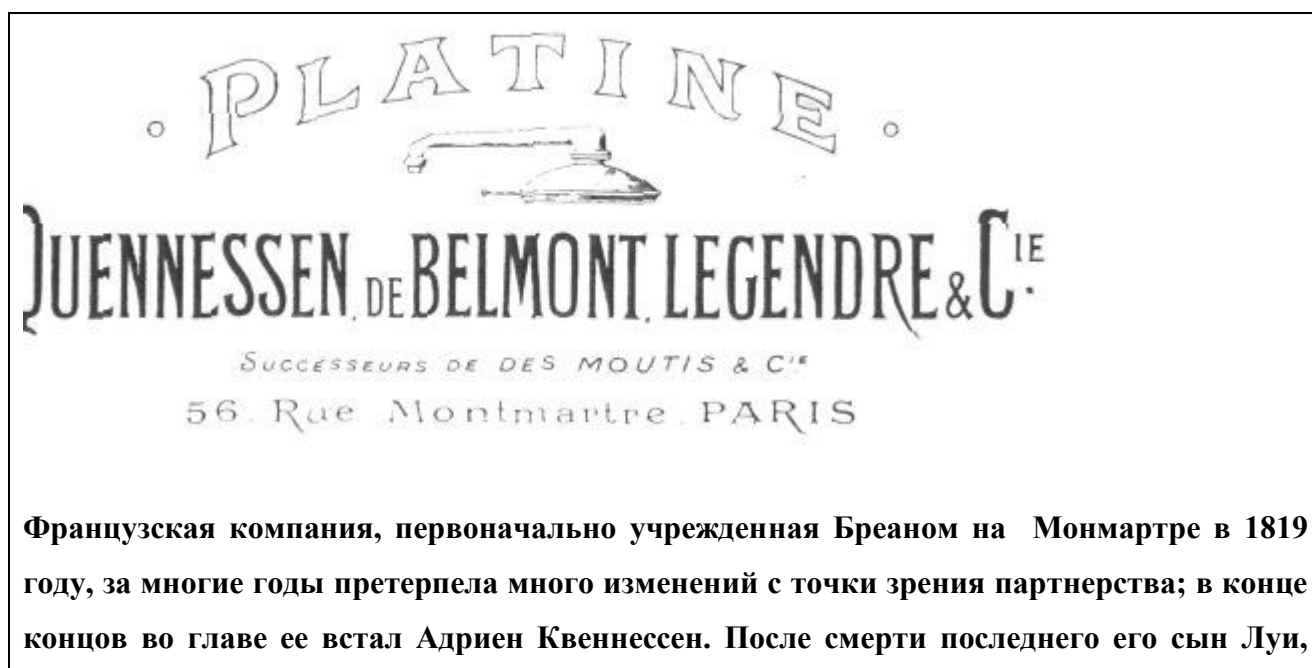 PLATINE
QUENNESSEN, DE BELMONT, LEGENDRE & CIE.
SUCCESSEURS DE DES MOUTIS & CIE
56. Rue Montmartre. PARIS
Французская компания, первоначально учрежденная Бреаном на Монмартре в 1819
году, за многие годы претерпела много изменений с точки зрения партнерства; в конце
концов во главе ее встал Адриен Квеннессен. После смерти последнего его сын Луи,